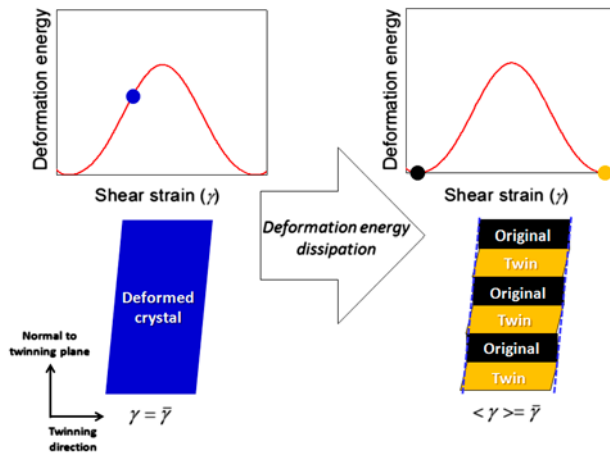 Deformation energy
Shear strain (γ)
Deformation energy
Shear strain (γ)
Deformation energy
dissipation
Deformed
crystal
Normal to
twinning plane
Twinning
direction
γ = γ̄
Original
Twin
Original
Twin
Original
Twin
< γ >= γ̄